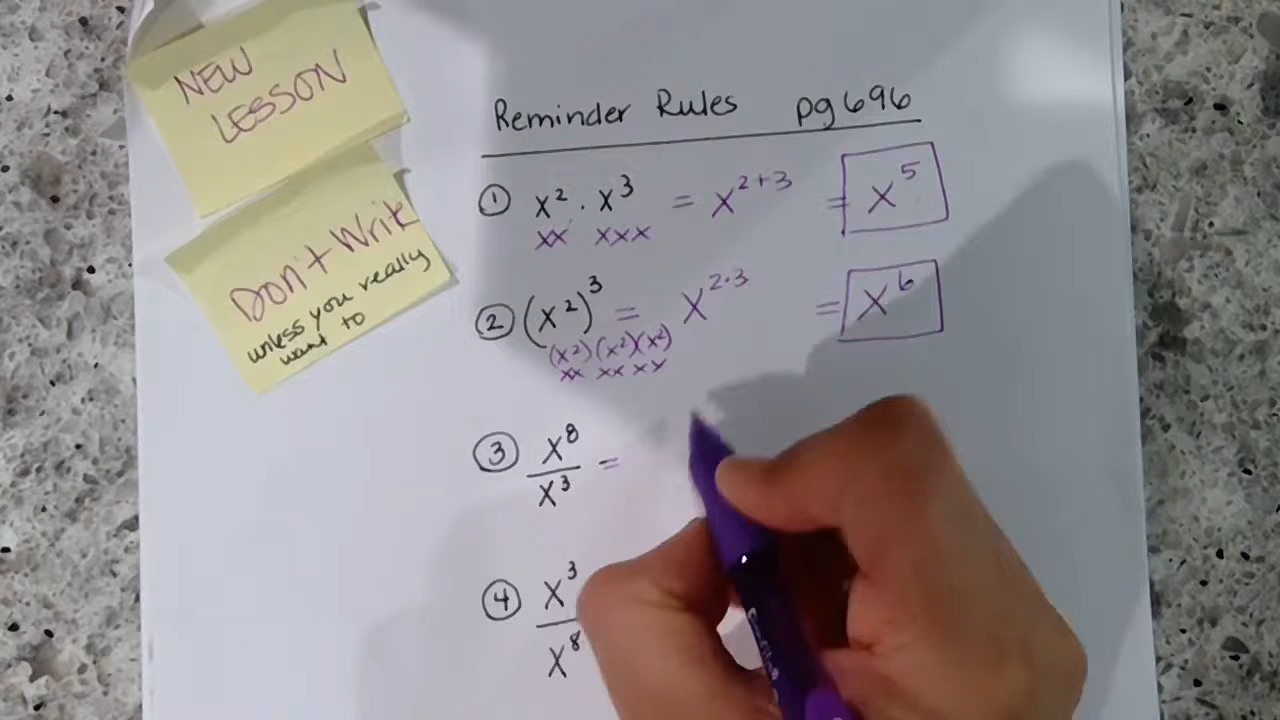 NEW
LESSON
Don't Write
unless you really
want to
Reminder Rules pg 696
① x² · x³ = x²⁺³ = x⁵
xx xxx
② (x²)³ = x²·³ = x⁶
(x²)(x²)(x²)
xx xx xx
③ x⁸/x³ =
④ x³/x⁸